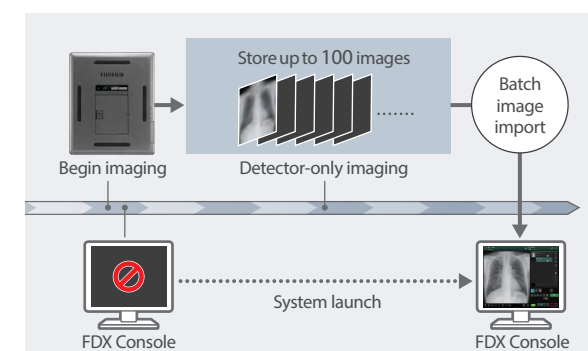 FUJIFILM
Store up to 100 images
Batch
image
import
Begin imaging
Detector-only imaging
System launch
FDX Console
FDX Console